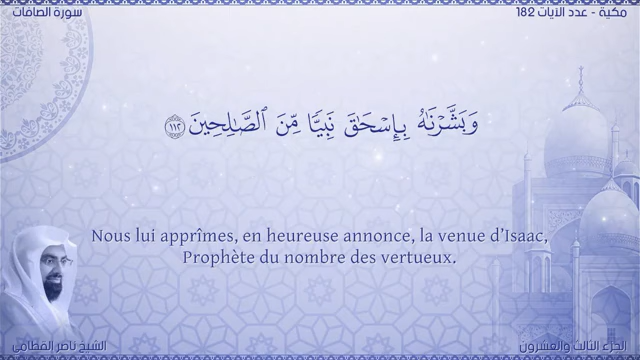 مكية - عدد الآيات 182
سورة الصافات
وَبَشَّرْنَٰهُ بِإِسْحَٰقَ نَبِيًّا مِّنَ ٱلصَّٰلِحِينَ ١١٢
Nous lui apprîmes, en heureuse annonce, la venue d’Isaac,
Prophète du nombre des vertueux.
الجزء الثالث والعشرون
الشيخ ناصر القطامي